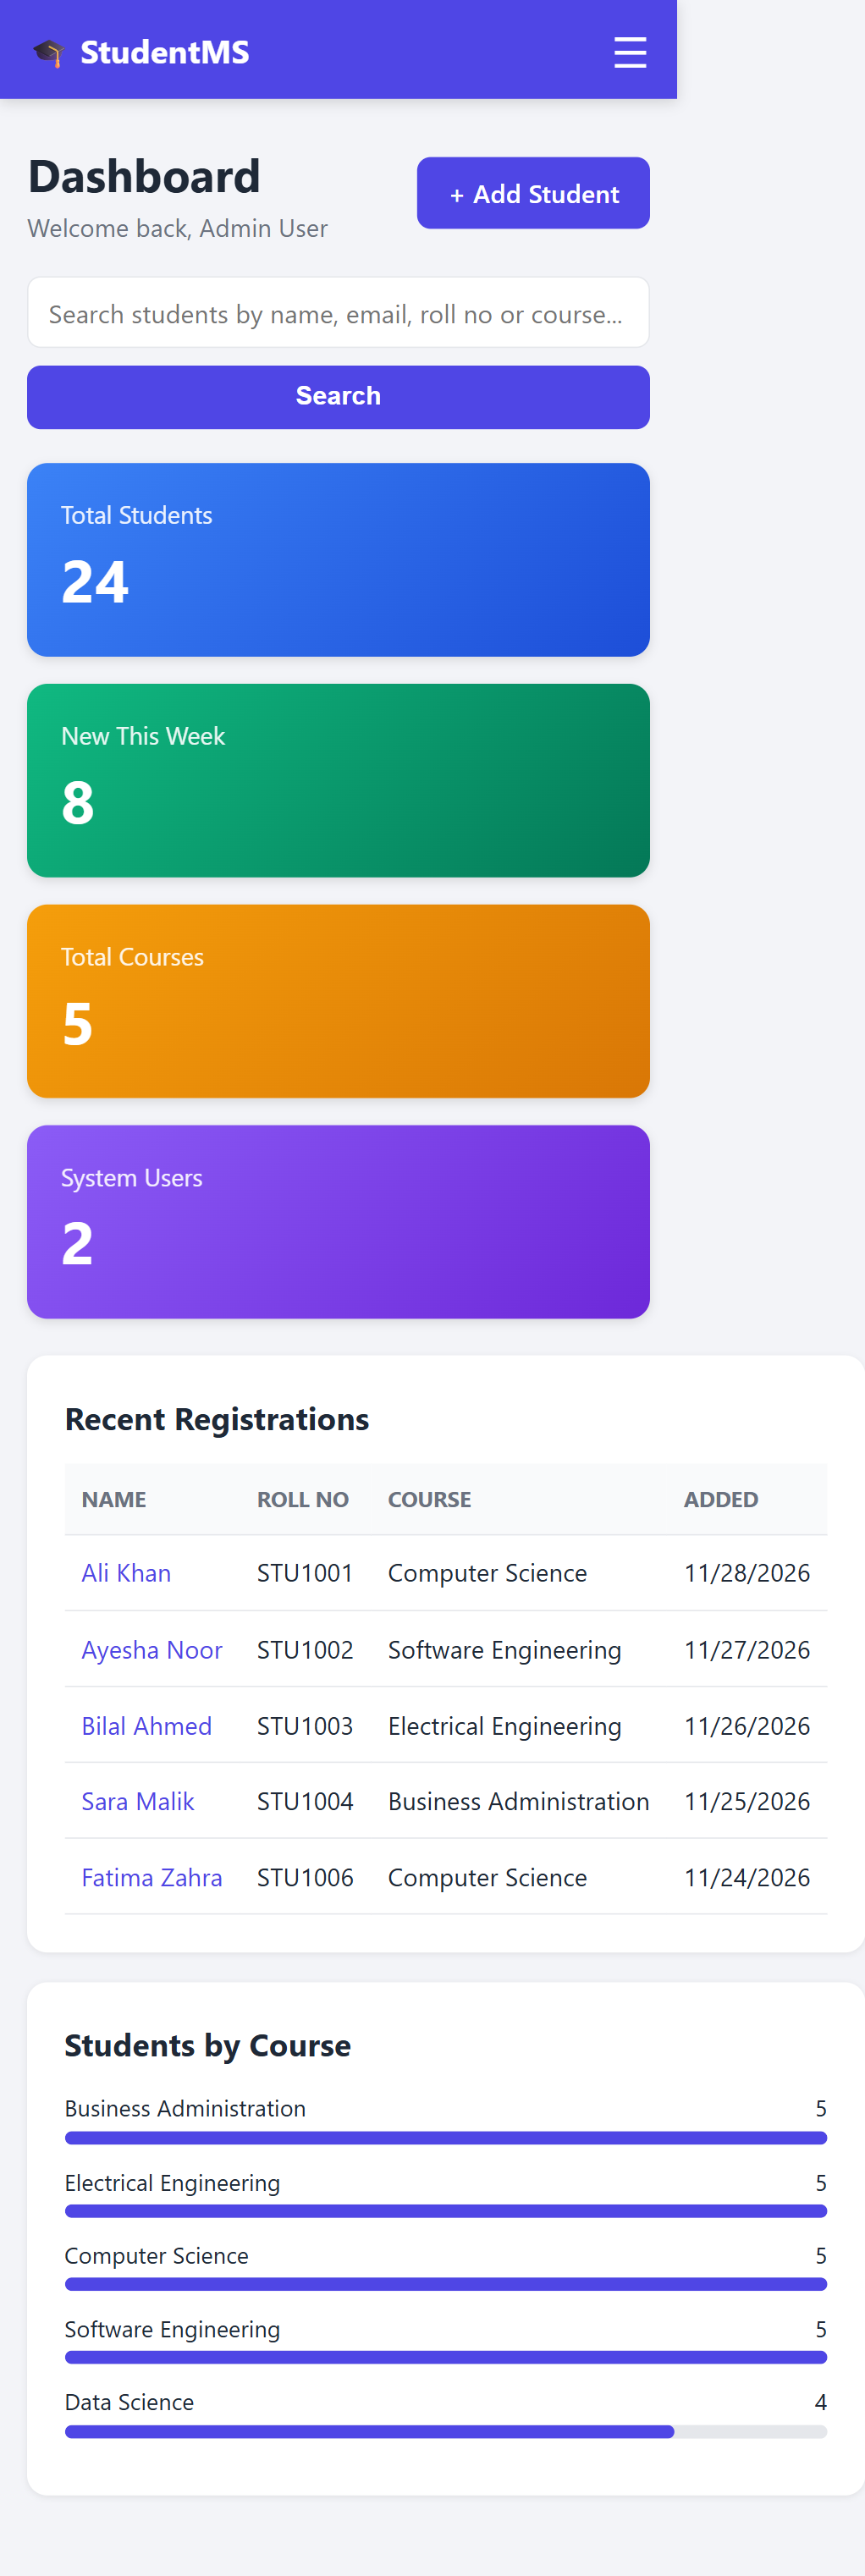 🎓 StudentMS ☰
Dashboard
+ Add Student
Welcome back, Admin User
Search students by name, email, roll no or course...
Search
Total Students
24
New This Week
8
Total Courses
5
System Users
2
Recent Registrations
NAME ROLL NO COURSE ADDED
Ali Khan STU1001 Computer Science 11/28/2026
Ayesha Noor STU1002 Software Engineering 11/27/2026
Bilal Ahmed STU1003 Electrical Engineering 11/26/2026
Sara Malik STU1004 Business Administration 11/25/2026
Fatima Zahra STU1006 Computer Science 11/24/2026
Students by Course
Business Administration 5
Electrical Engineering 5
Computer Science 5
Software Engineering 5
Data Science 4